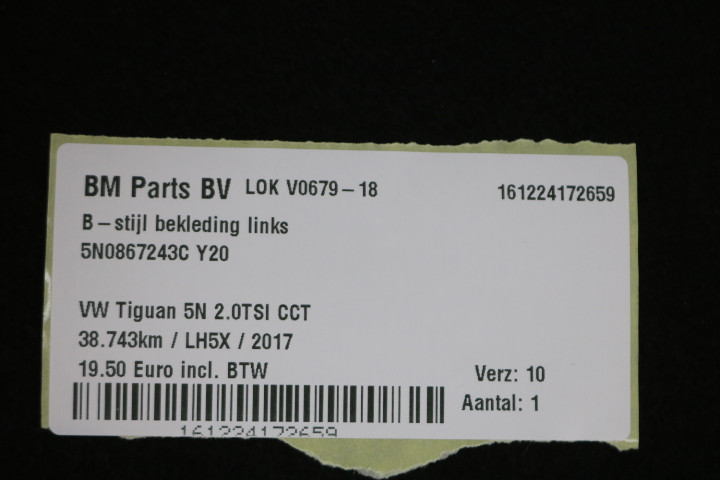 BM Parts BV LOK V0679-18 161224172659
B-stijl bekleding links
5N0867243C Y20
VW Tiguan 5N 2.0TSI CCT
38.743km / LH5X / 2017
19.50 Euro incl. BTW Verz: 10
Aantal: 1
161224172659